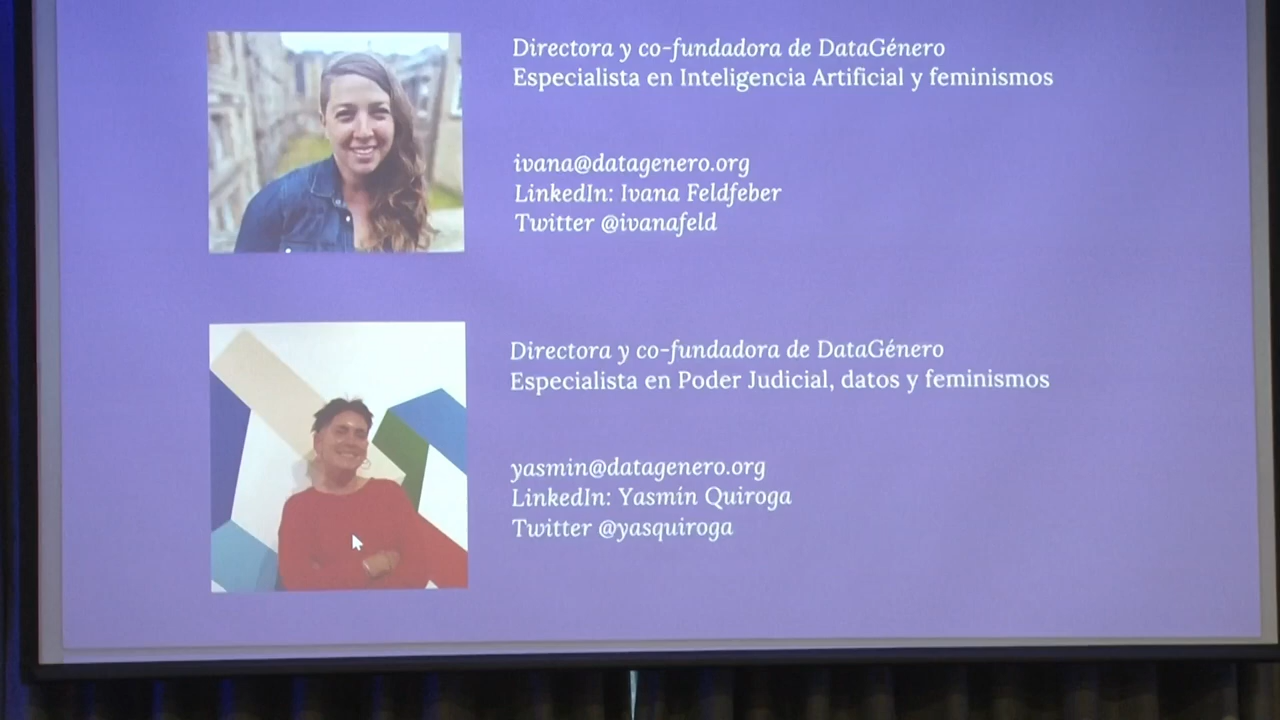 Directora y co-fundadora de DataGénero
Especialista en Inteligencia Artificial y feminismos
ivana@datagenero.org
LinkedIn: Ivana Feldfeber
Twitter @ivanafeld
Directora y co-fundadora de DataGénero
Especialista en Poder Judicial, datos y feminismos
yasmin@datagenero.org
LinkedIn: Yasmín Quiroga
Twitter @yasquiroga